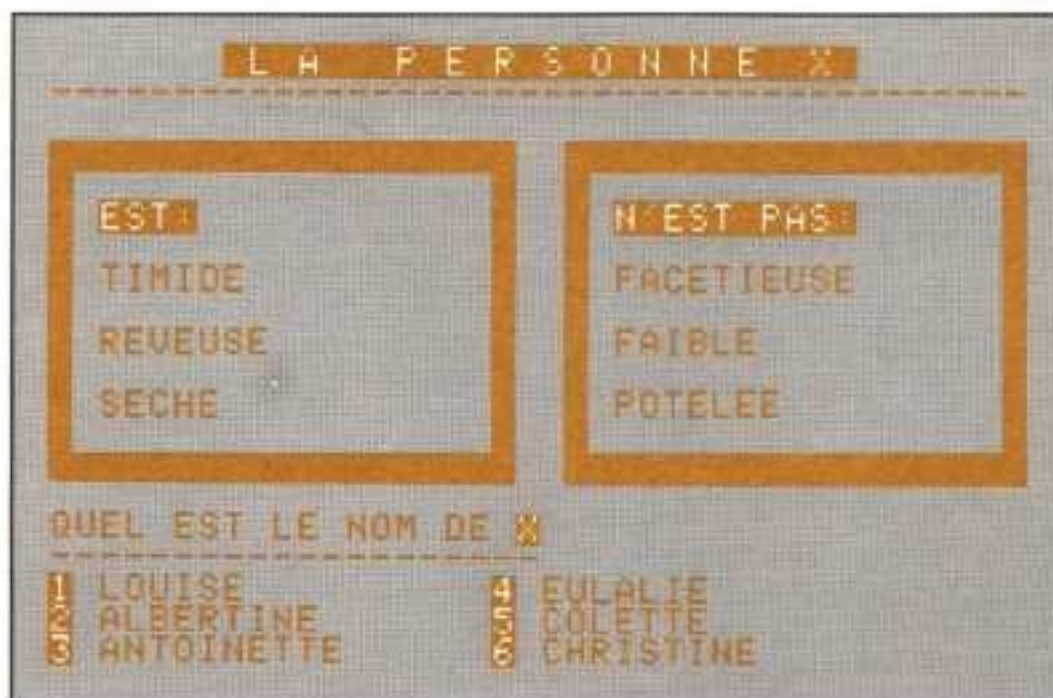 LA PERSONNE X
EST:
TIMIDE
REVEUSE
SECHE
N'EST PAS:
FACETIEUSE
FAIBLE
POTELEE
QUEL EST LE NOM DE X
1 LOUISE
2 ALBERTINE
3 ANTOINETTE
4 EULALIE
5 COLETTE
6 CHRISTINE